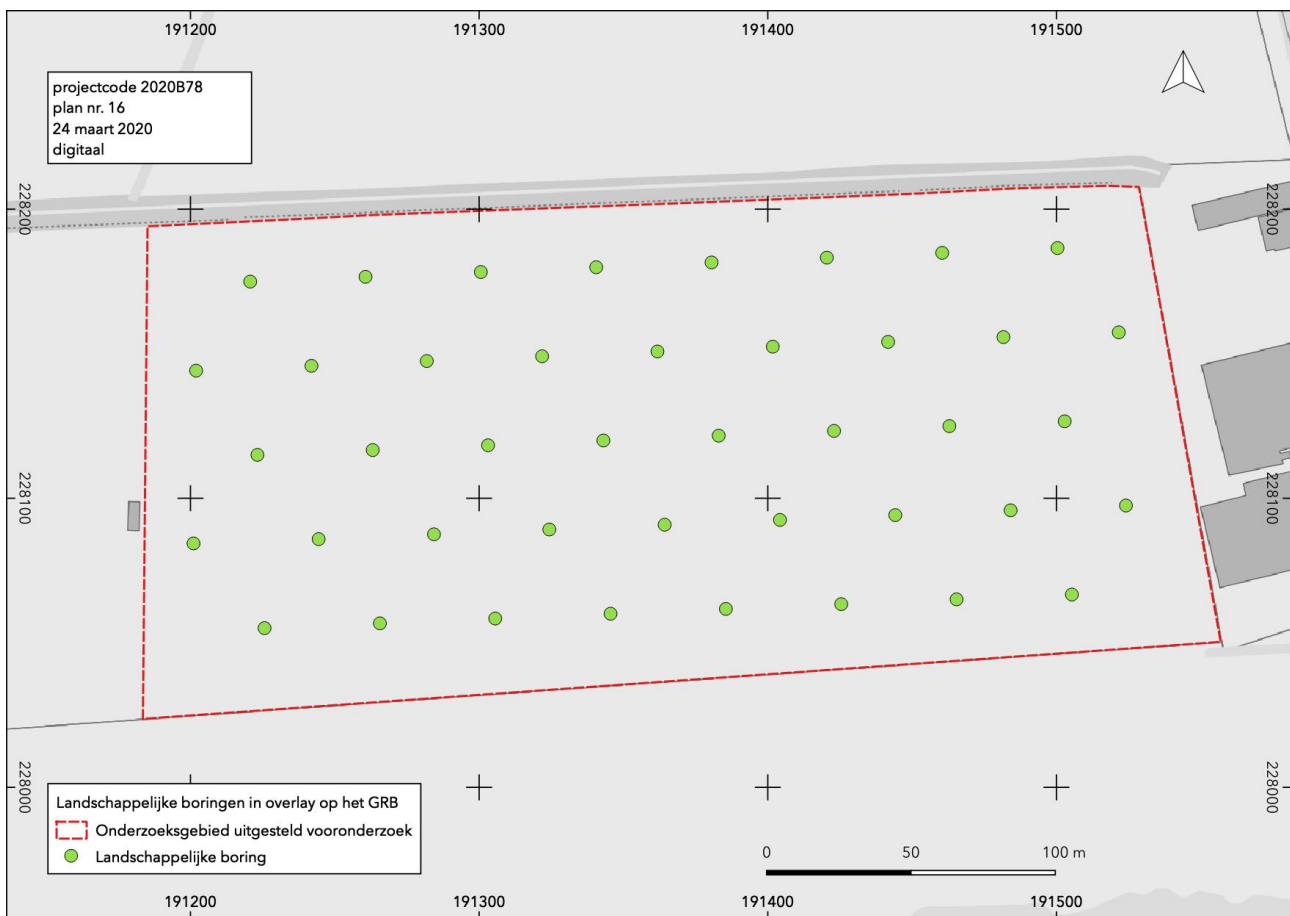 191200
191300
191400
191500
projectcode 2020B78
plan nr. 16
24 maart 2020
digitaal
228200
228200
228100
228100
228000
228000
Landschappelijke boringen in overlay op het GRB
Onderzoeksgebied uitgesteld vooronderzoek
Landschappelijke boring
0
50
100 m
191200
191300
191400
191500